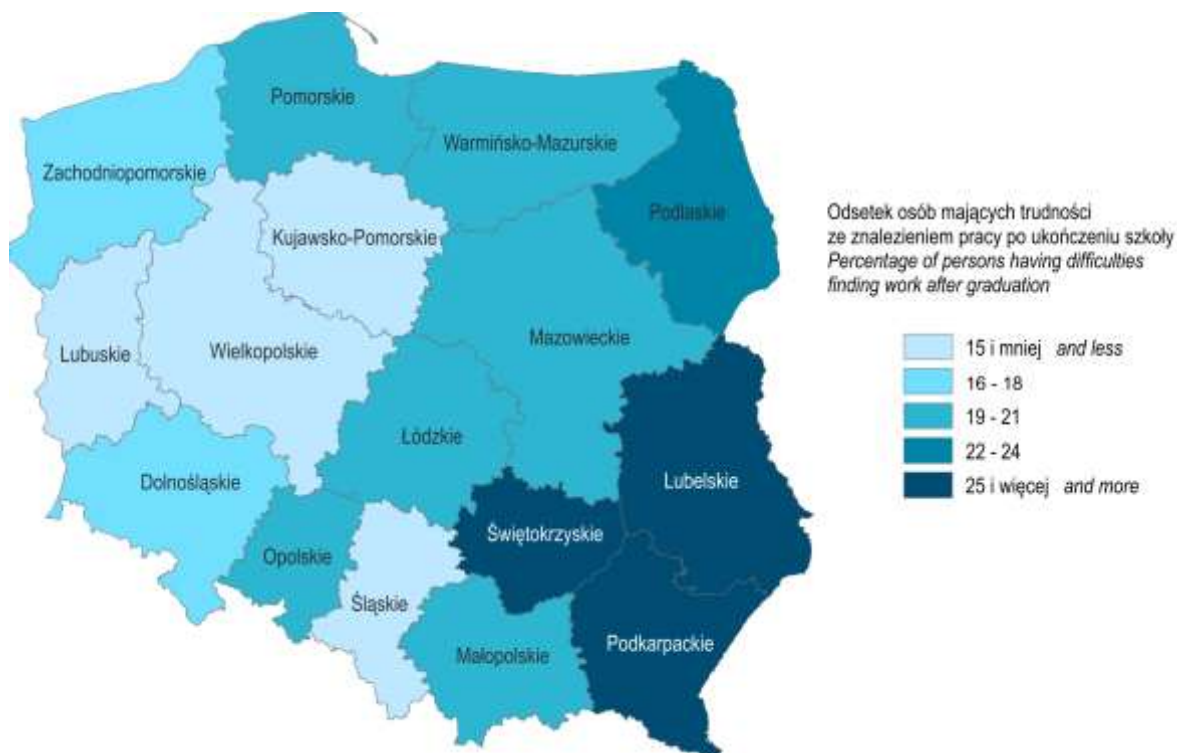 Pomorskie
Warmińsko-Mazurskie
Zachodniopomorskie
Podlaskie
Kujawsko-Pomorskie
Mazowieckie
Lubuskie
Wielkopolskie
Łódzkie
Lubelskie
Dolnośląskie
Świętokrzyskie
Opolskie
Śląskie
Podkarpackie
Małopolskie
Odsetek osób mających trudności
ze znalezieniem pracy po ukończeniu szkoły
Percentage of persons having difficulties
finding work after graduation
15 i mniej and less
16 - 18
19 - 21
22 - 24
25 i więcej and more